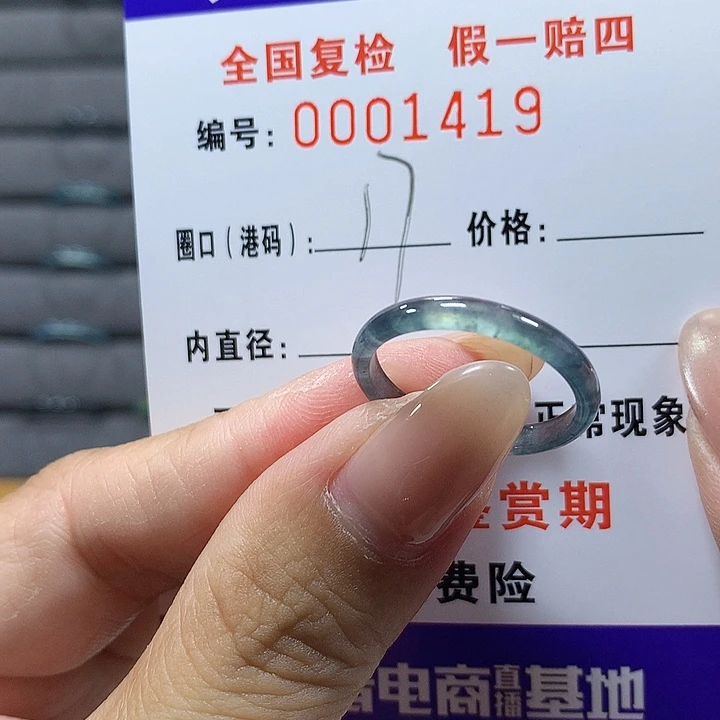 全国复检 假一赔四
编号: 0001419
圈口(港码): 17 价格:
内直径:
正常现象
赏期
费险
电商直播基地